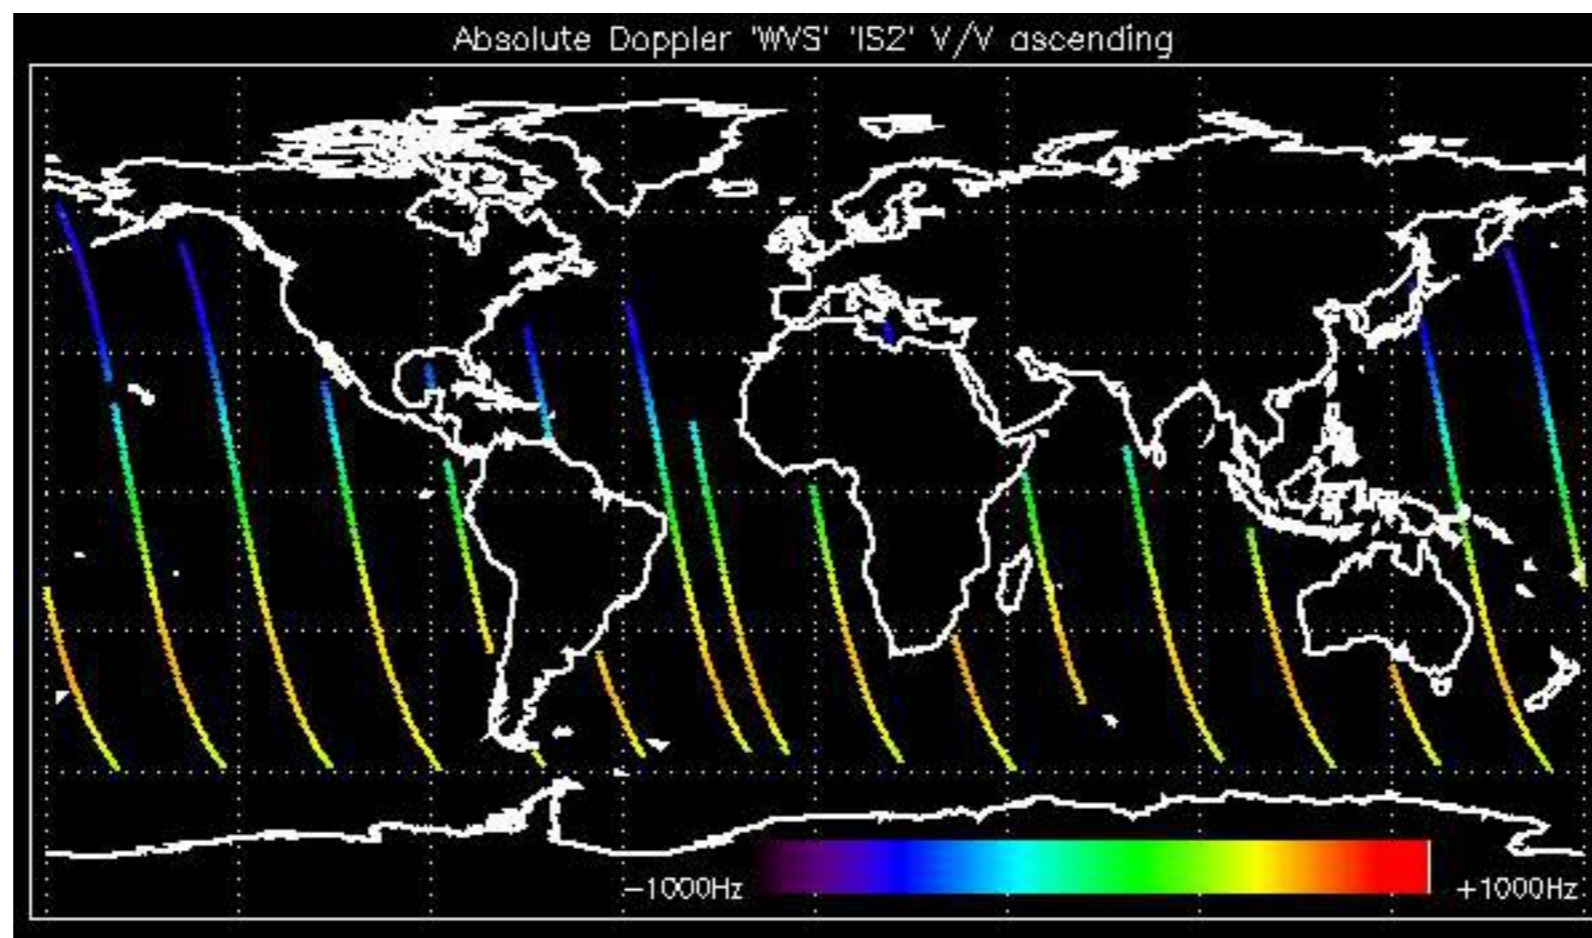 Absolute Doppler 'WVS' 'IS2' V/V ascending
−1000Hz
+1000Hz